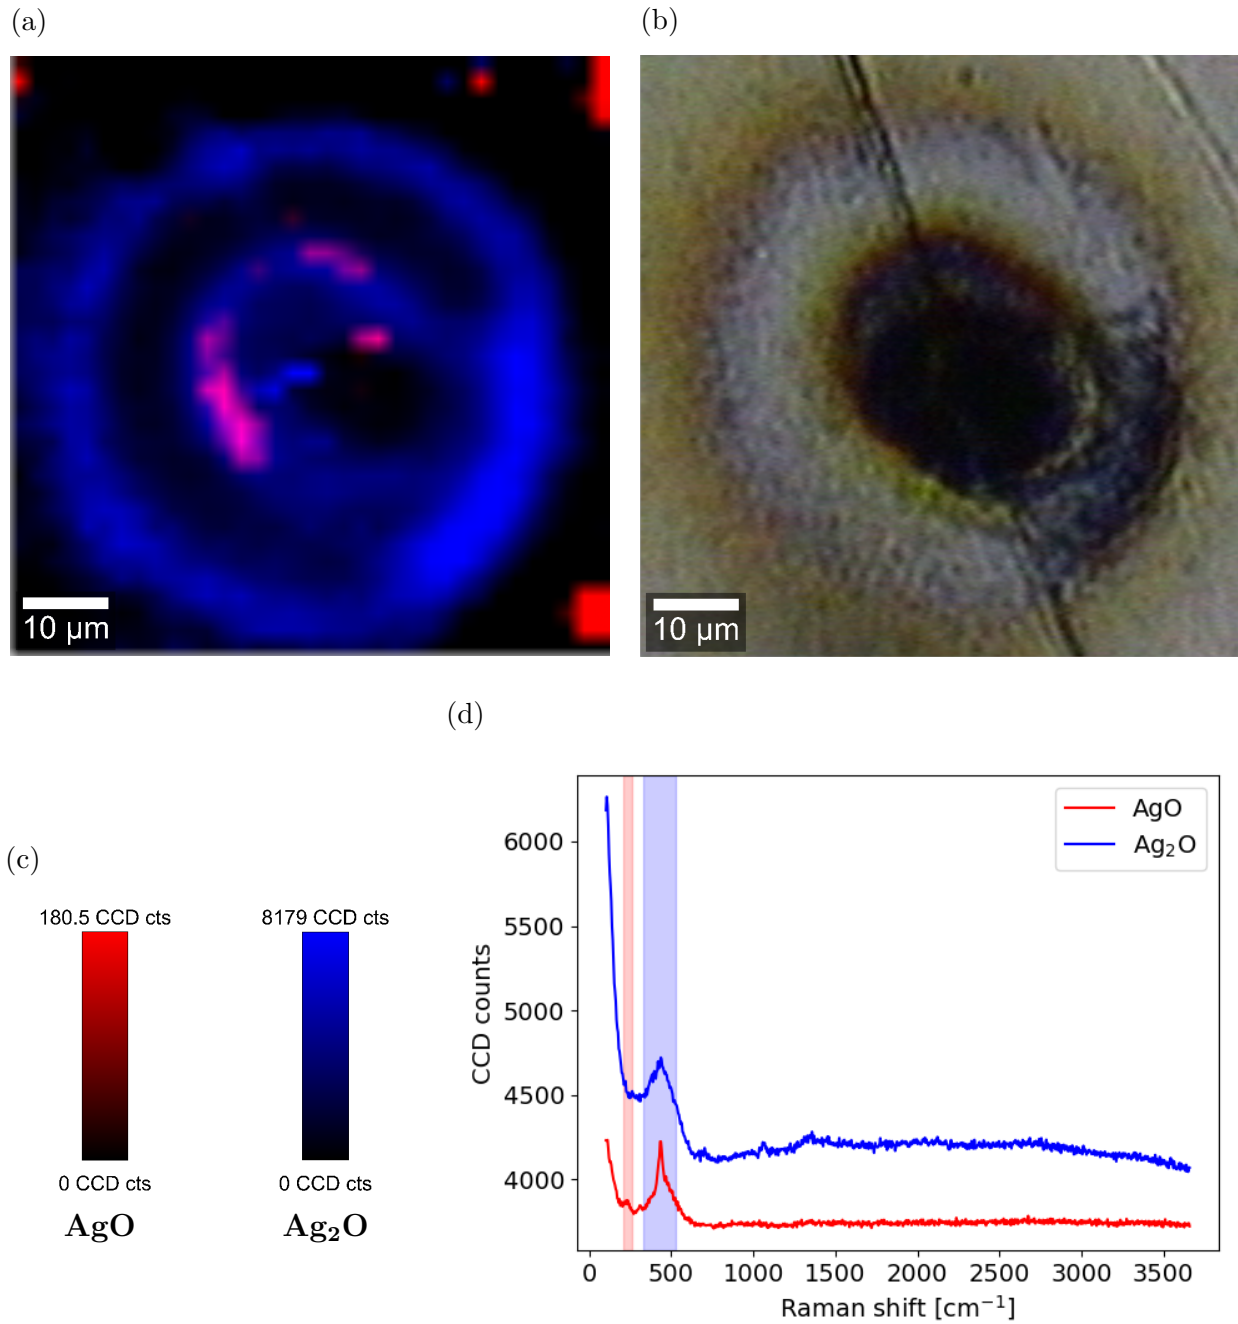 (a)
(b)
10 µm
10 µm
(c)
180.5 CCD cts
8179 CCD cts
0 CCD cts
0 CCD cts
AgO
Ag₂O
(d)
AgO
Ag₂O
CCD counts
6000
5500
5000
4500
4000
0 500 1000 1500 2000 2500 3000 3500
Raman shift [cm⁻¹]